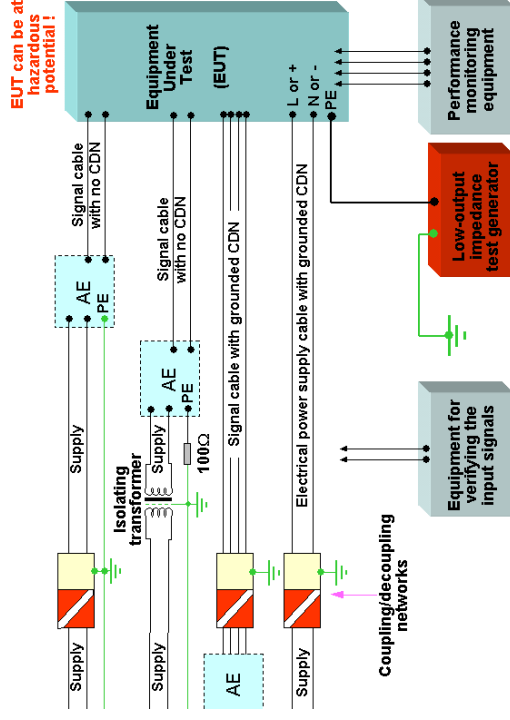 EUT can be at
hazardous
potential !
Equipment
Under
Test
(EUT)
L or +
N or -
PE
Performance
monitoring
equipment
Signal cable
with no CDN
Signal cable
with no CDN
Signal cable with grounded CDN
Electrical power supply cable with grounded CDN
Low-output
impedance
test generator
AE
PE
AE
PE
Supply
Supply
100Ω
Isolating
transformer
Equipment for
verifying the
input signals
Coupling/decoupling
networks
Supply
Supply
AE
Supply